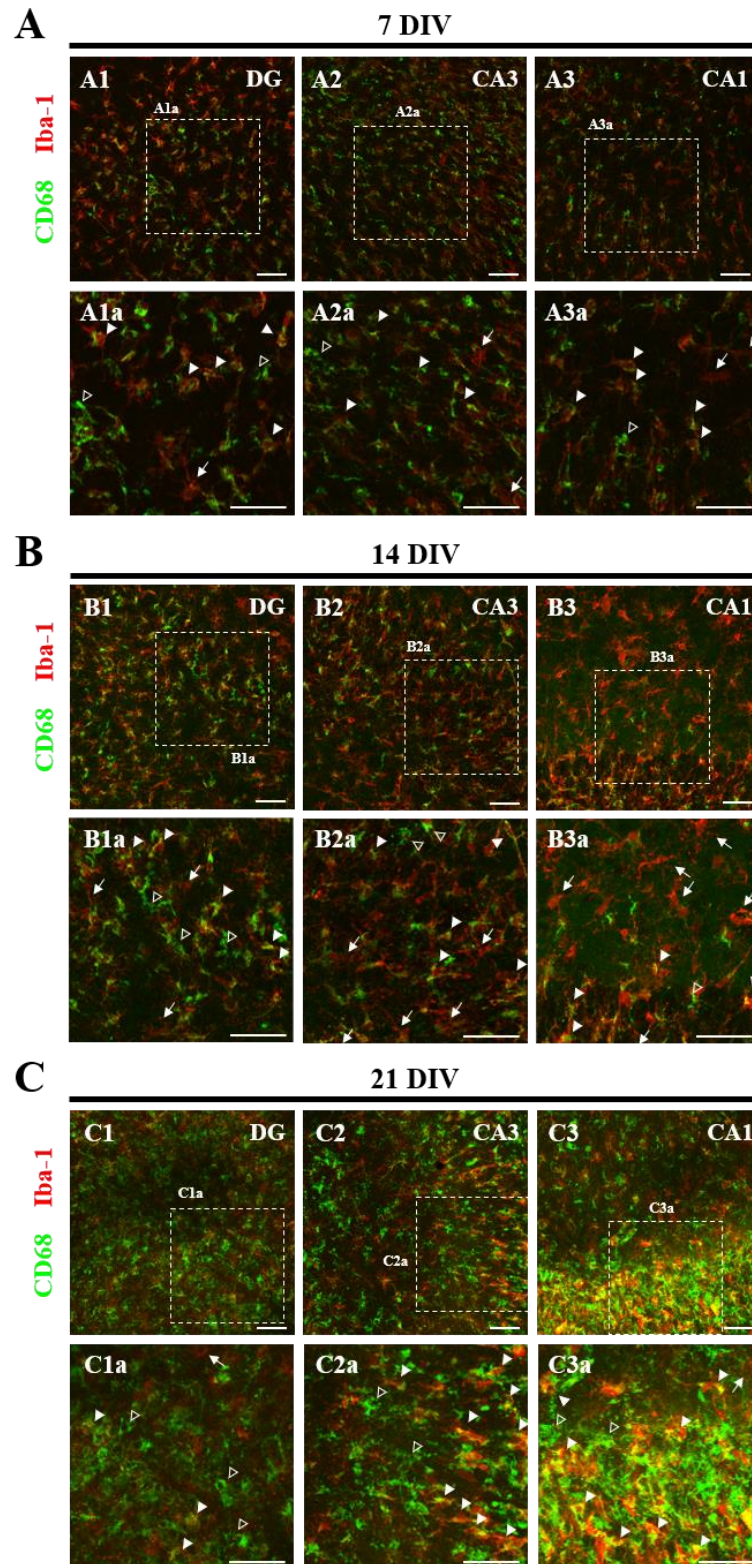 A
7 DIV
CD68 Iba-1
A1 DG
A1a
A2 CA3
A2a
A3 CA1
A3a
A1a
A2a
A3a
B
14 DIV
CD68 Iba-1
B1 DG
B1a
B2 CA3
B2a
B3 CA1
B3a
B1a
B2a
B3a
C
21 DIV
CD68 Iba-1
C1 DG
C1a
C2 CA3
C2a
C3 CA1
C3a
C1a
C2a
C3a